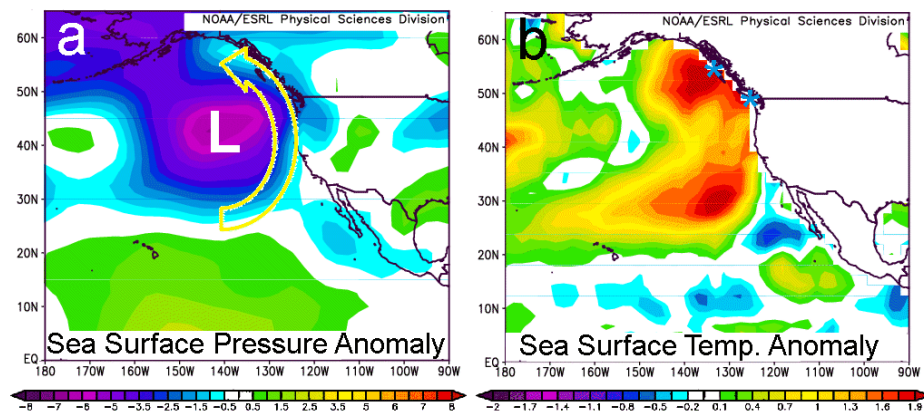 NOAA/ESRL Physical Sciences Division
a
60N
50N
40N
30N
20N
10N
EQ
L
Sea Surface Pressure Anomaly
180 170W 160W 150W 140W 130W 120W 110W 100W 90W
-8 -7 -6 -5 -3.5 -2.5 -1.5 -0.5 0.5 1.5 2.5 3.5 5 6 7 8
NOAA/ESRL Physical Sciences Division
b
60N
50N
40N
30N
20N
10N
EQ
Sea Surface Temp. Anomaly
180 170W 160W 150W 140W 130W 120W 110W 100W 90W
-2 -1.7 -1.4 -1.1 -0.8 -0.5 -0.2 0.1 0.4 0.7 1 1.3 1.6 1.9